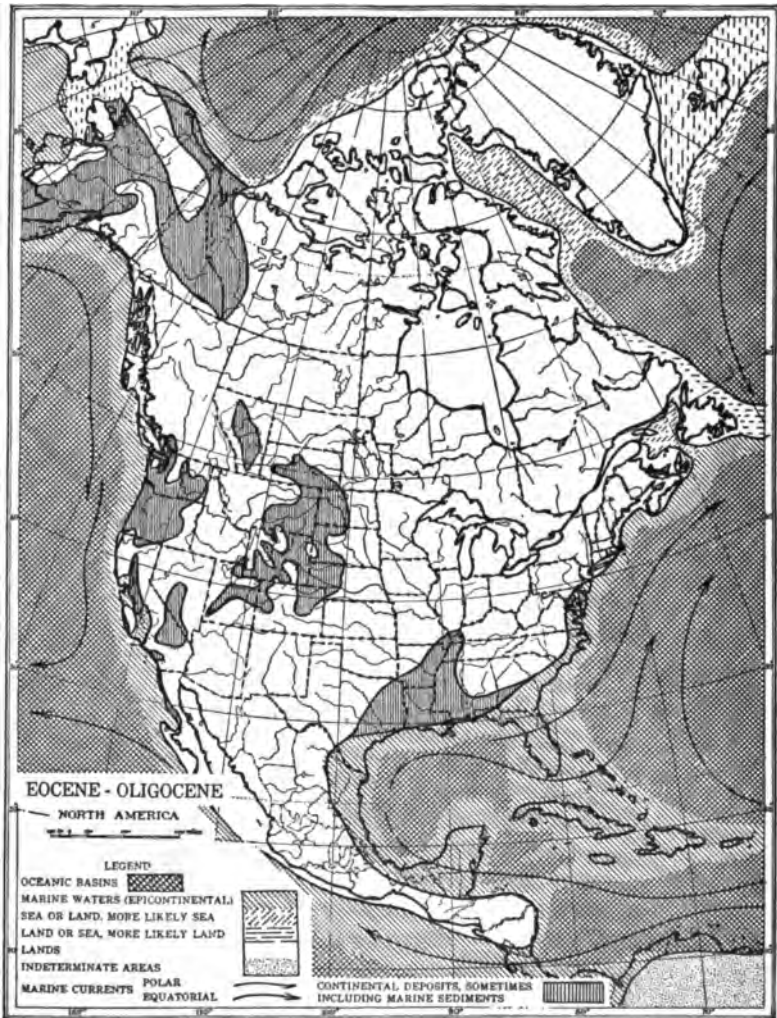 EOCENE - OLIGOCENE
NORTH AMERICA
LEGEND
OCEANIC BASINS
MARINE WATERS (EPICONTINENTAL)
SEA OR LAND, MORE LIKELY SEA
LAND OR SEA, MORE LIKELY LAND
LANDS
INDETERMINATE AREAS
MARINE CURRENTS POLAR
EQUATORIAL
CONTINENTAL DEPOSITS, SOMETIMES
INCLUDING MARINE SEDIMENTS